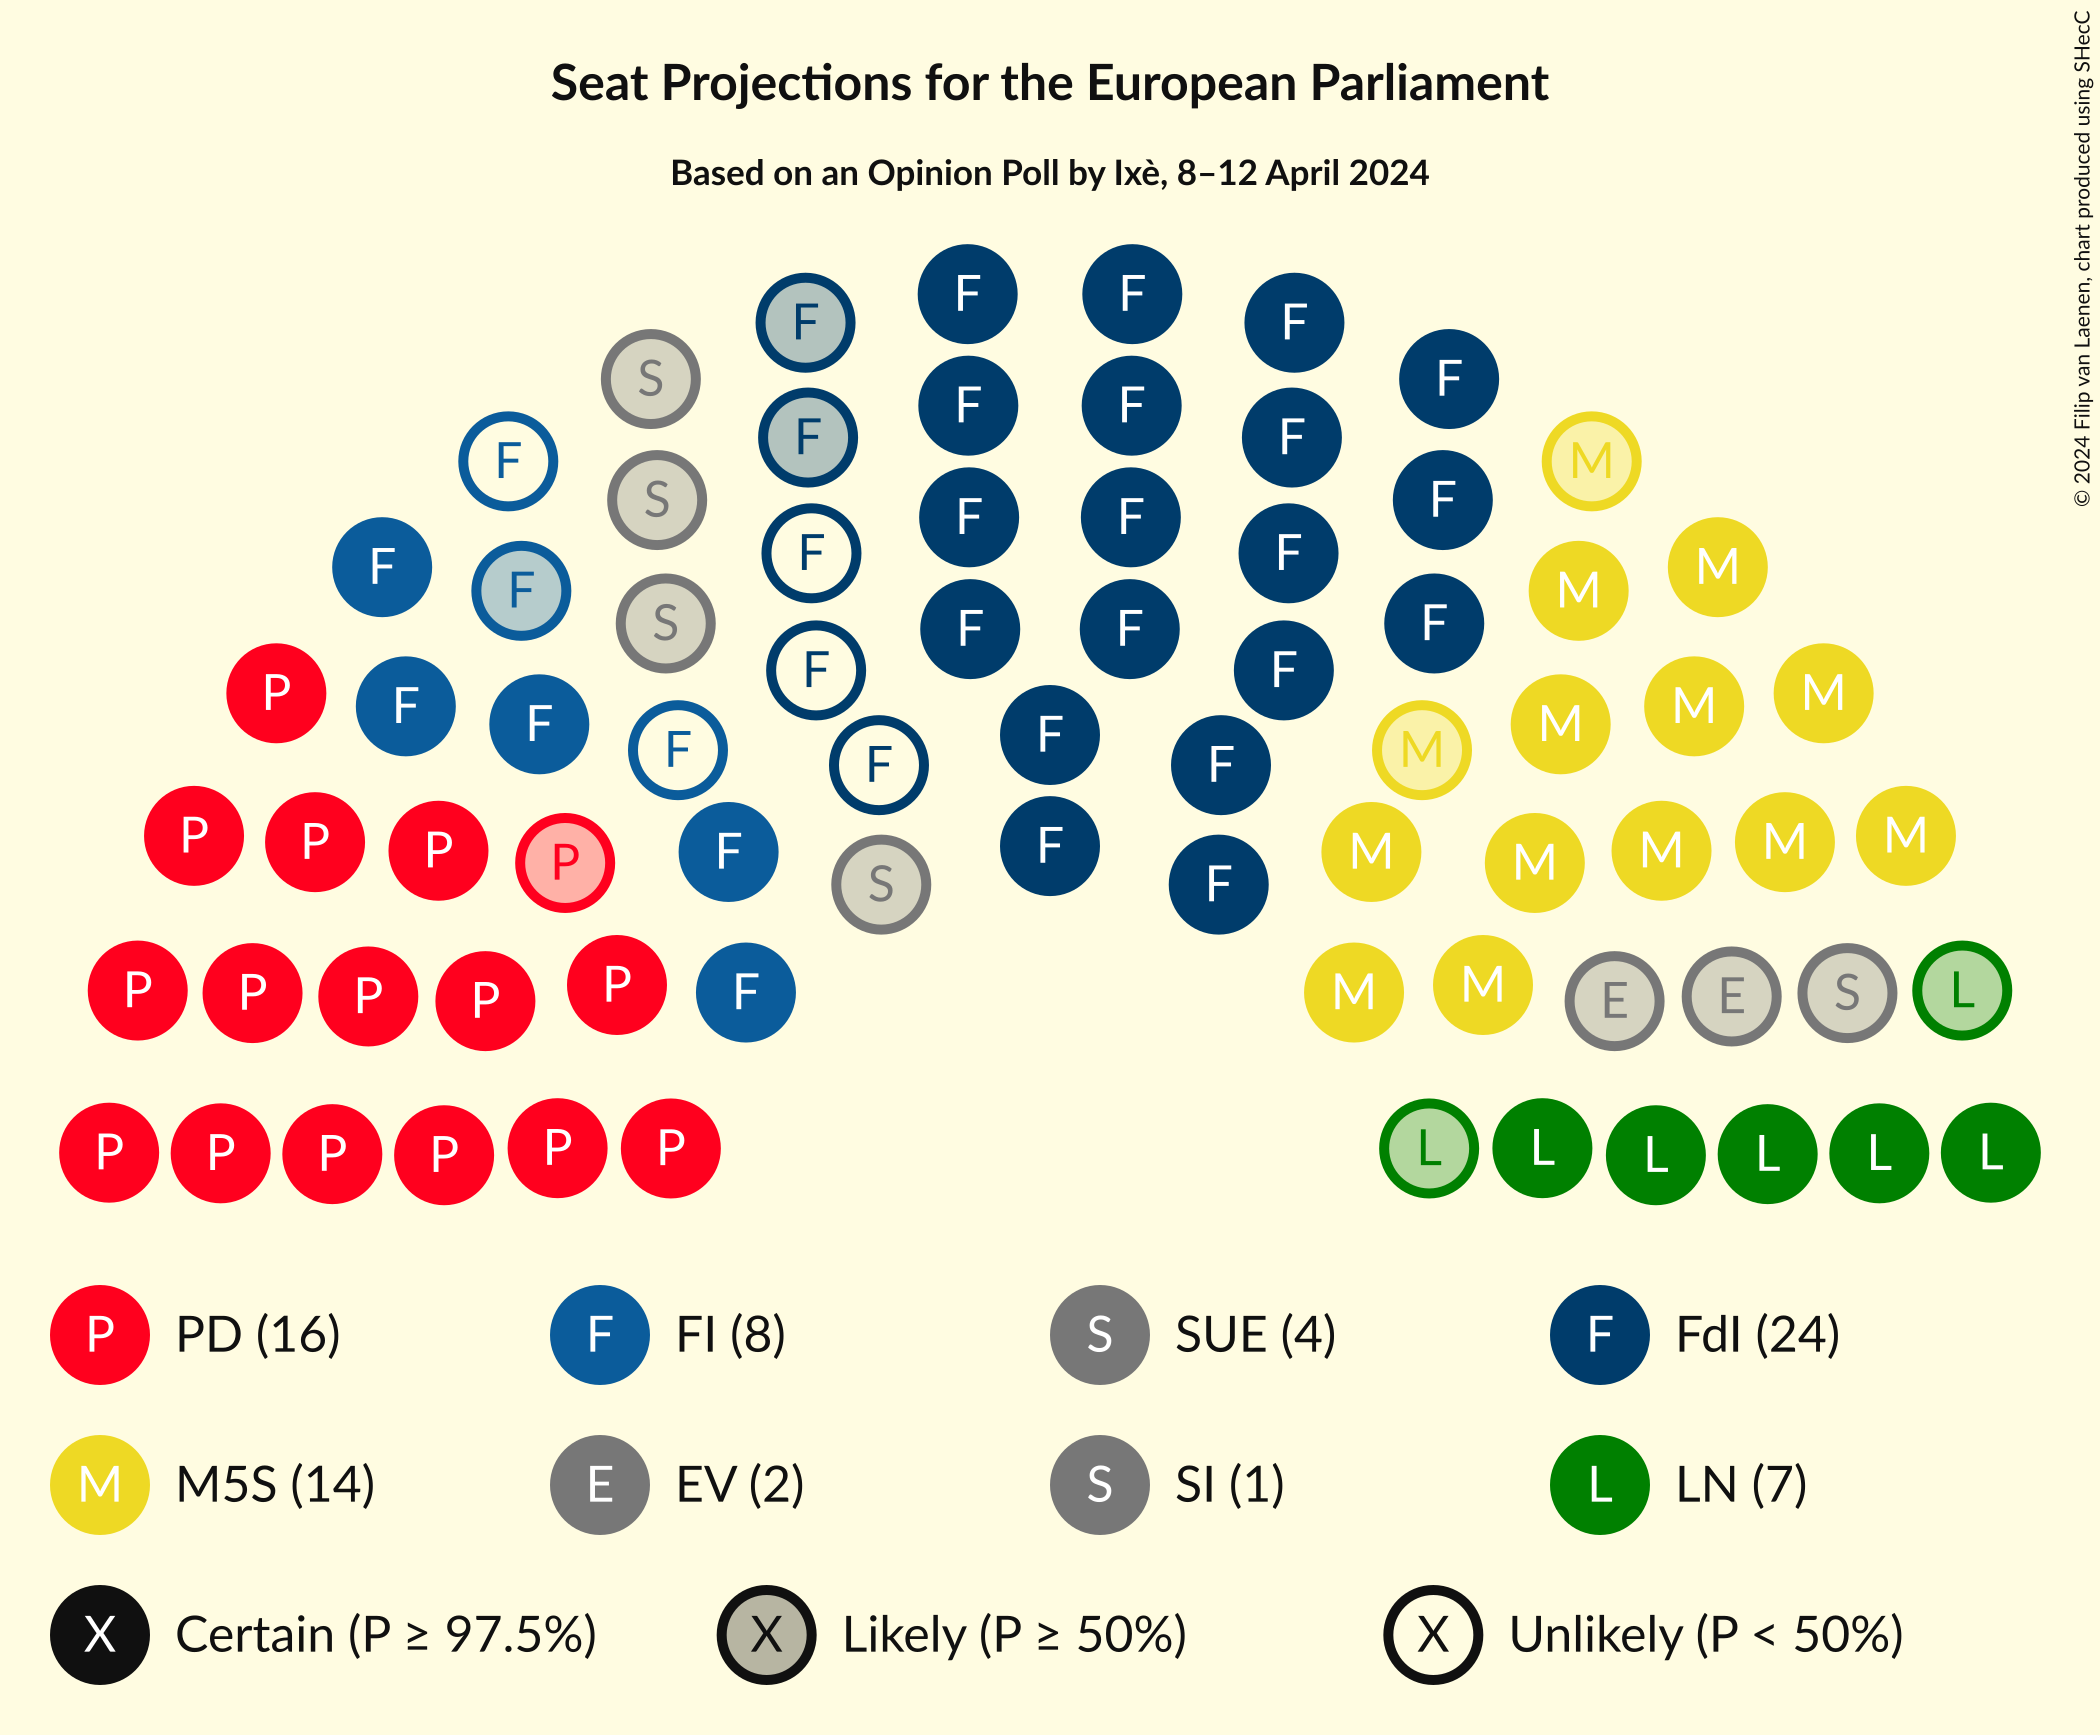 Seat Projections for the European Parliament
Based on an Opinion Poll by Ixè, 8–12 April 2024
© 2024 Filip van Laenen, chart produced using SHecC
F F
F F
S F
F F
F F
S F
F M
F F
S F
F F
F M
F F M
F F
S F
P F F F M M M
F F
F F M
P P P F F M M M
P F S F M M
P P P P P F M M E E S L
P P P P P P L L L L L L
P PD (16) F FI (8) S SUE (4) F FdI (24)
M M5S (14) E EV (2) S SI (1) L LN (7)
X Certain (P ≥ 97.5%) X Likely (P ≥ 50%) X Unlikely (P < 50%)